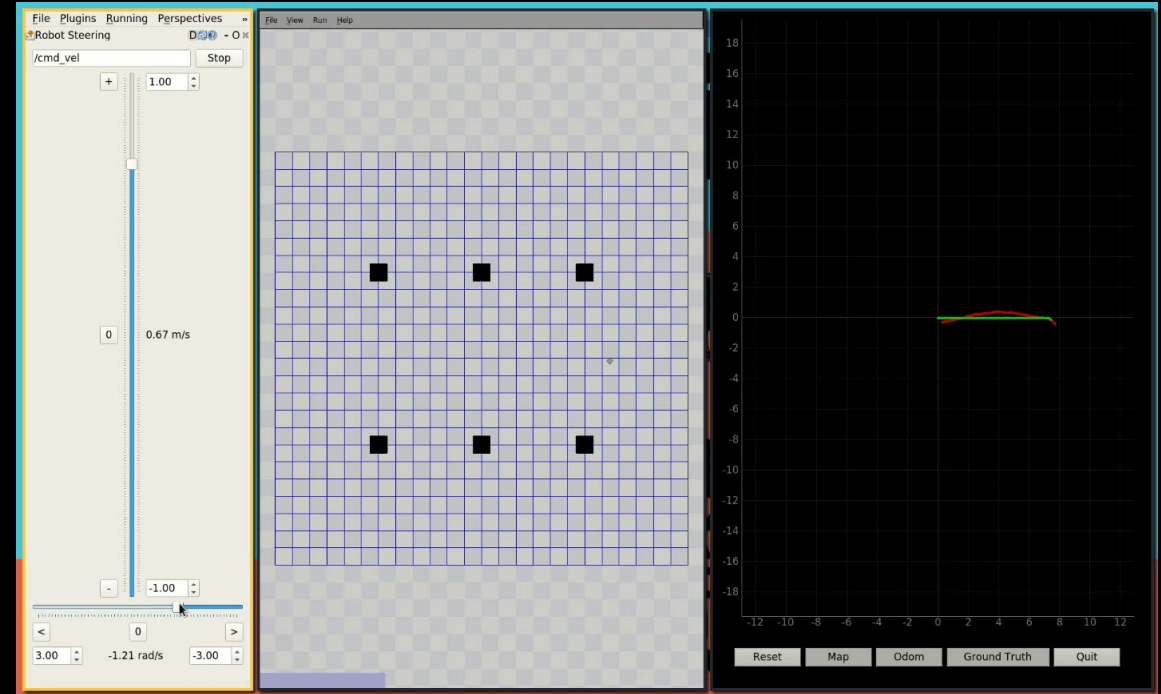 File Plugins Running Perspectives »
Robot Steering D - O ×
/cmd_vel Stop
+ 1.00
0 0.67 m/s
- -1.00
< 0 >
3.00 -1.21 rad/s -3.00
File View Run Help
18
16
14
12
10
8
6
4
2
0
-2
-4
-6
-8
-10
-12
-14
-16
-18
-12 -10 -8 -6 -4 -2 0 2 4 6 8 10 12
Reset Map Odom Ground Truth Quit